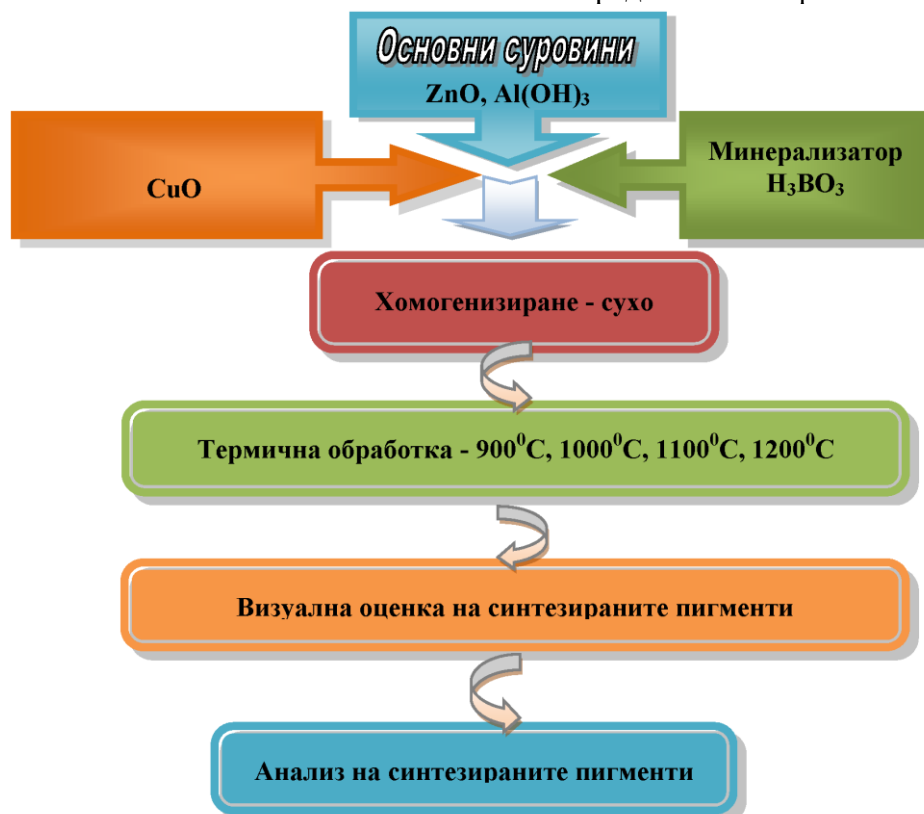 Основни суровини
ZnO, Al(OH)₃
CuO
Минерализатор
H₃BO₃
Хомогенизиране - сухо
Термична обработка - 900⁰C, 1000⁰C, 1100⁰C, 1200⁰C
Визуална оценка на синтезираните пигменти
Анализ на синтезираните пигменти